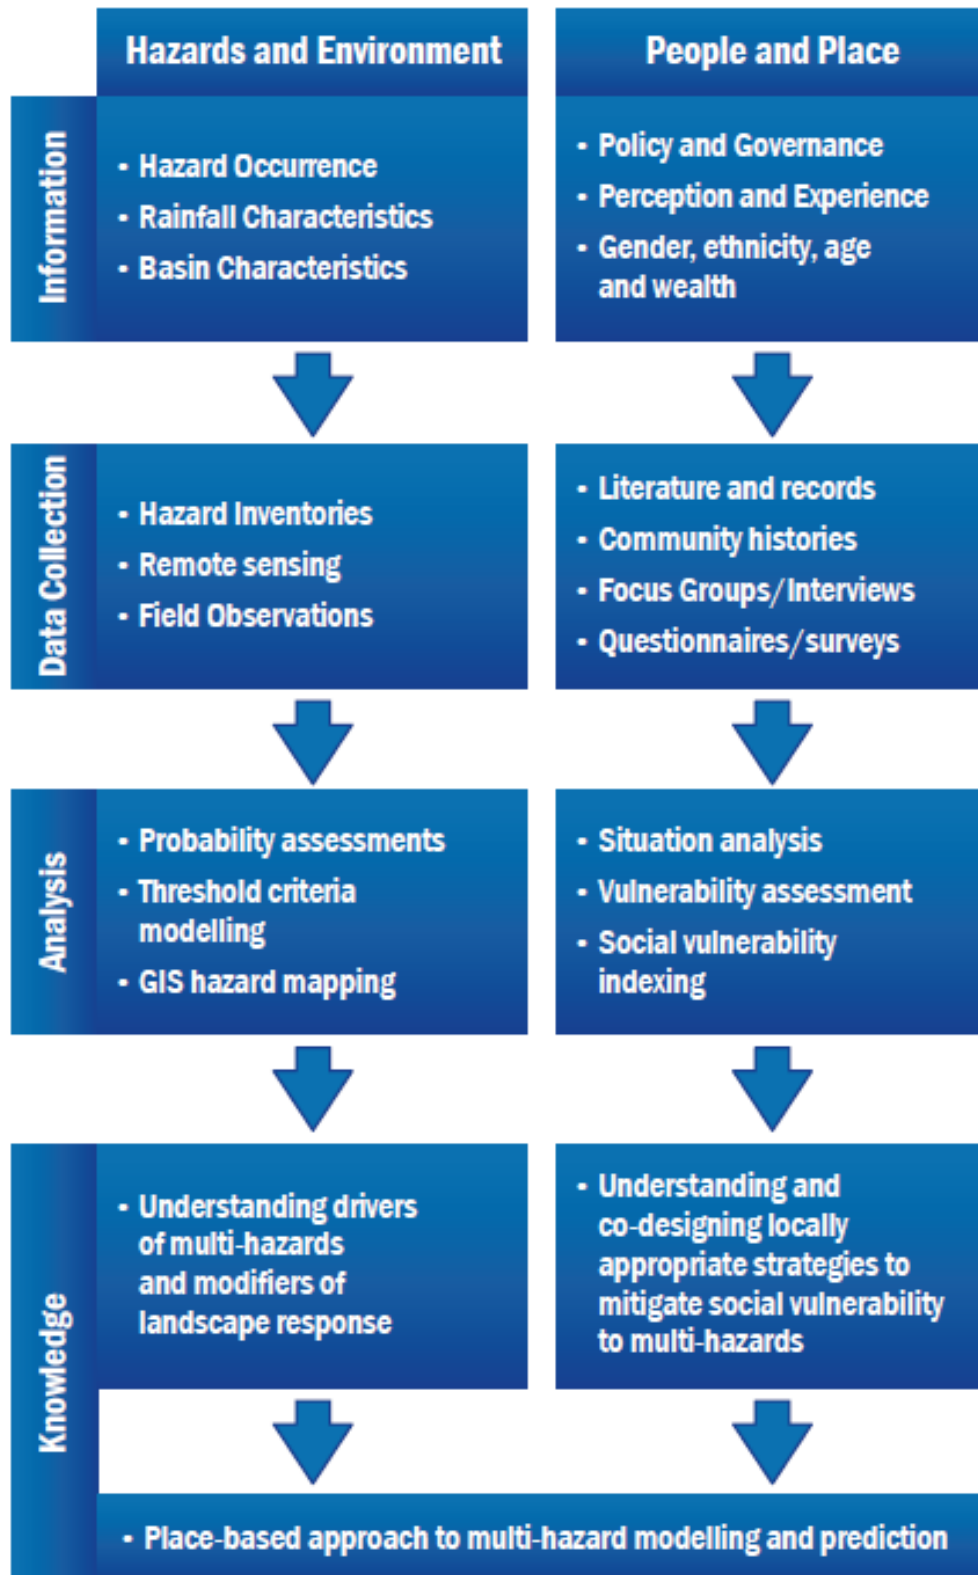 Hazards and Environment
People and Place
Information
• Hazard Occurrence
• Rainfall Characteristics
• Basin Characteristics
• Policy and Governance
• Perception and Experience
• Gender, ethnicity, age
and wealth
Data Collection
• Hazard Inventories
• Remote sensing
• Field Observations
• Literature and records
• Community histories
• Focus Groups/Interviews
• Questionnaires/surveys
Analysis
• Probability assessments
• Threshold criteria
modelling
• GIS hazard mapping
• Situation analysis
• Vulnerability assessment
• Social vulnerability
indexing
Knowledge
• Understanding drivers
of multi-hazards
and modifiers of
landscape response
• Understanding and
co-designing locally
appropriate strategies to
mitigate social vulnerability
to multi-hazards
• Place-based approach to multi-hazard modelling and prediction